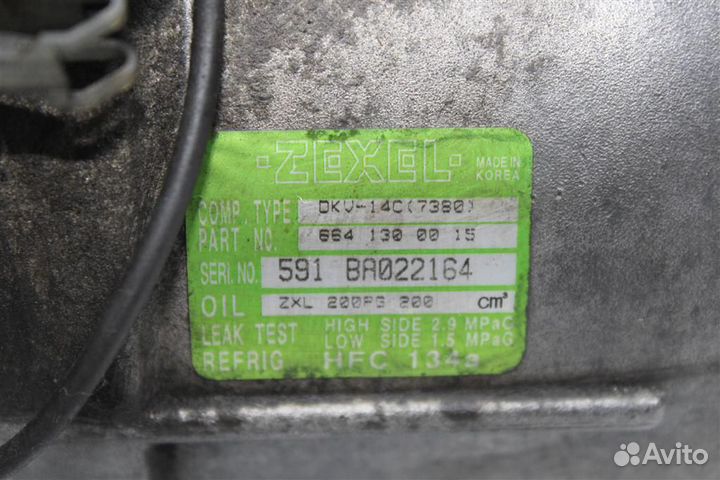 ·ZEXEL·
MADE IN
KOREA
COMP. TYPE DKV-14C(7380)
PART NO. 664 130 00 15
SERI. NO. 591 BA022164
OIL ZXL 200PG 200 cm³
LEAK TEST HIGH SIDE 2.9 MPaG
LOW SIDE 1.5 MPaG
REFRIG HFC 134a
Avito